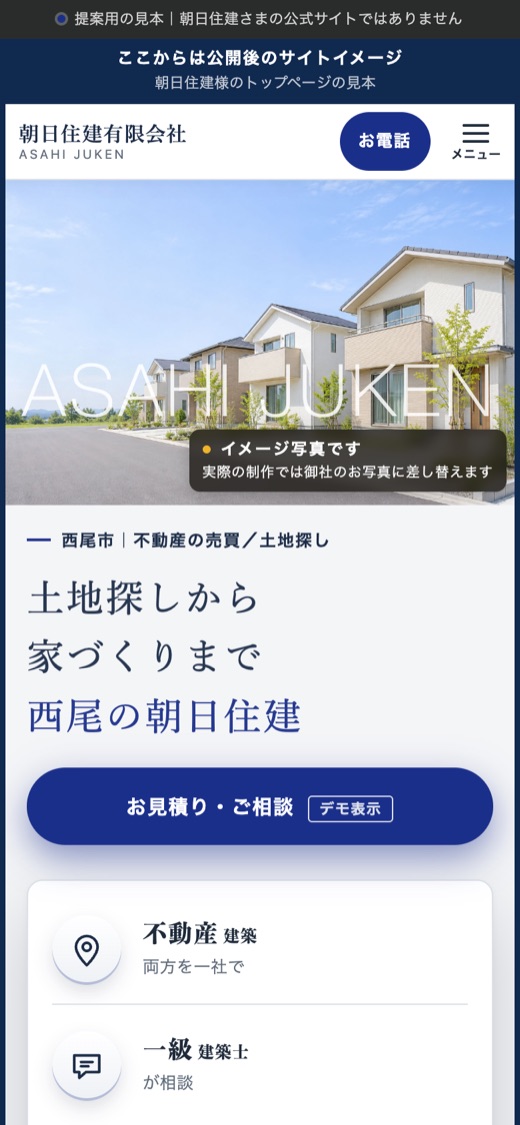 提案用の見本｜朝日住建さまの公式サイトではありません
ここからは公開後のサイトイメージ
朝日住建様のトップページの見本
朝日住建有限会社
ASAHI JUKEN
お電話
メニュー
ASAHI JUKEN
イメージ写真です
実際の制作では御社のお写真に差し替えます
西尾市｜不動産の売買／土地探し
土地探しから
家づくりまで
西尾の朝日住建
お見積り・ご相談 デモ表示
不動産 建築
両方を一社で
一級 建築士
が相談